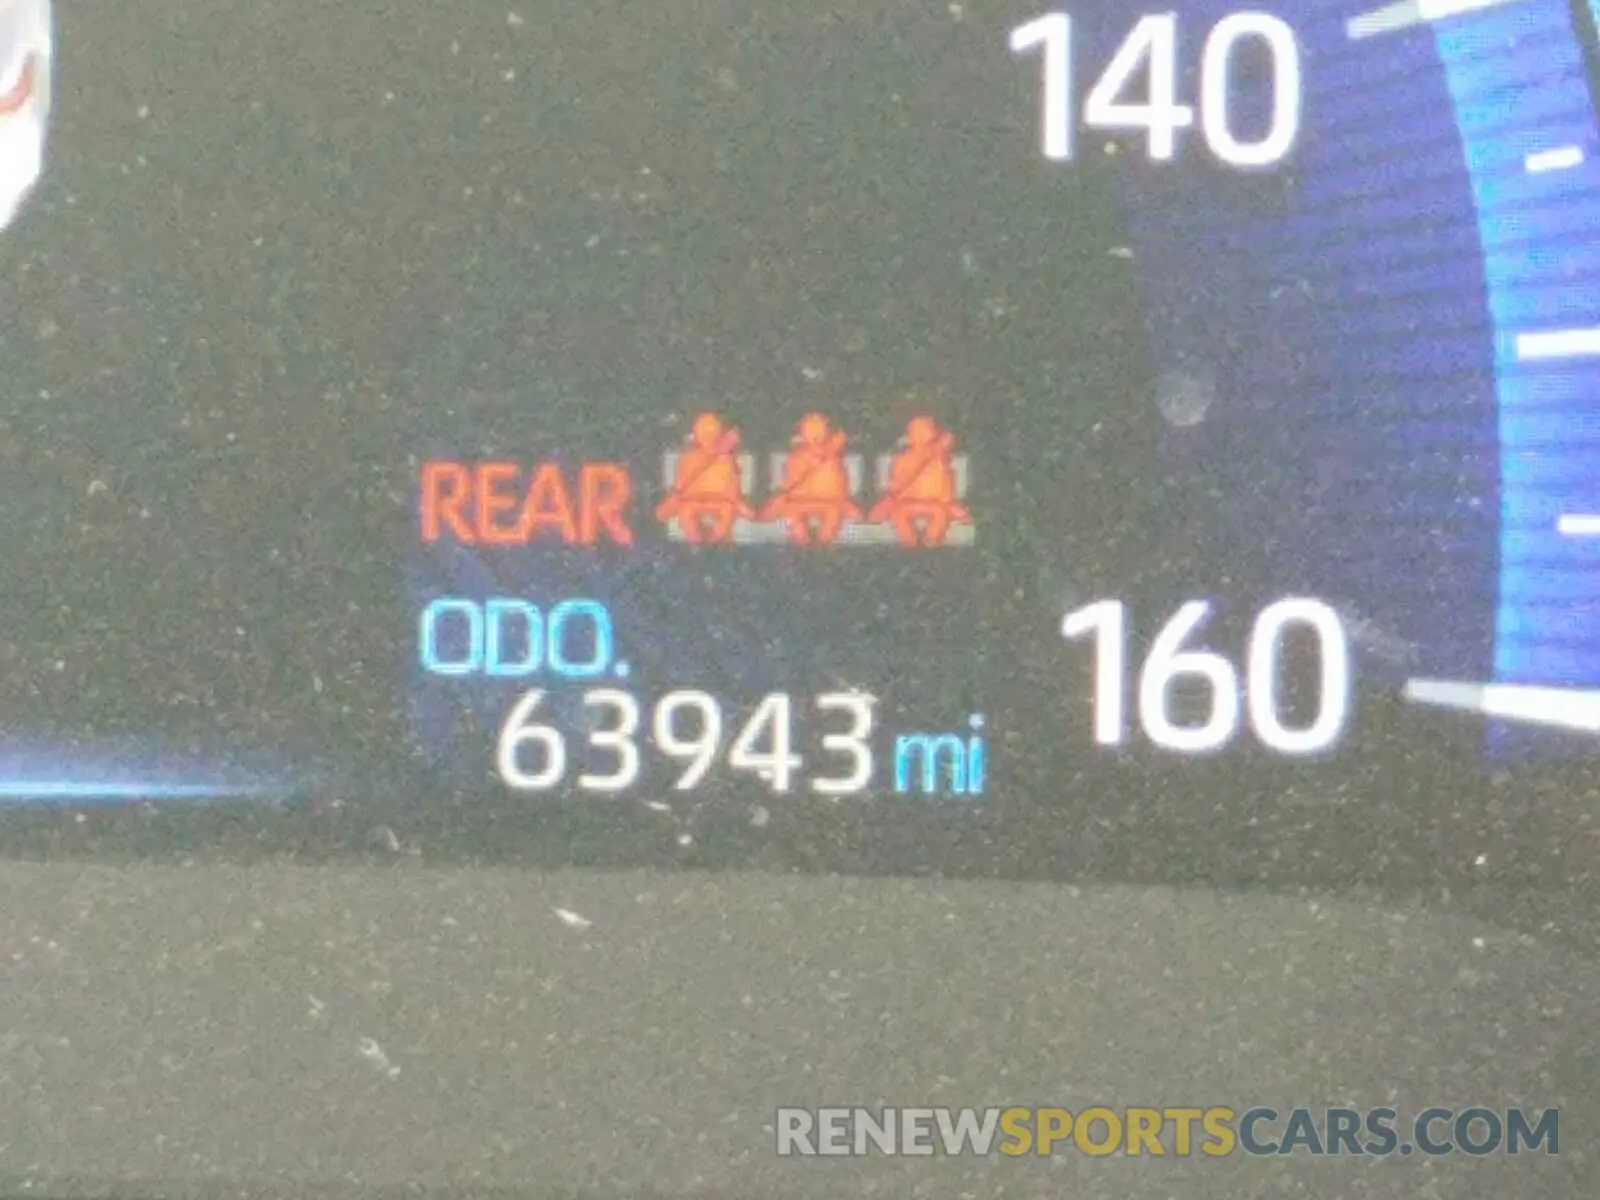 140
REAR
ODO.
160
63943 mi
RENEWSPORTSCARS.COM